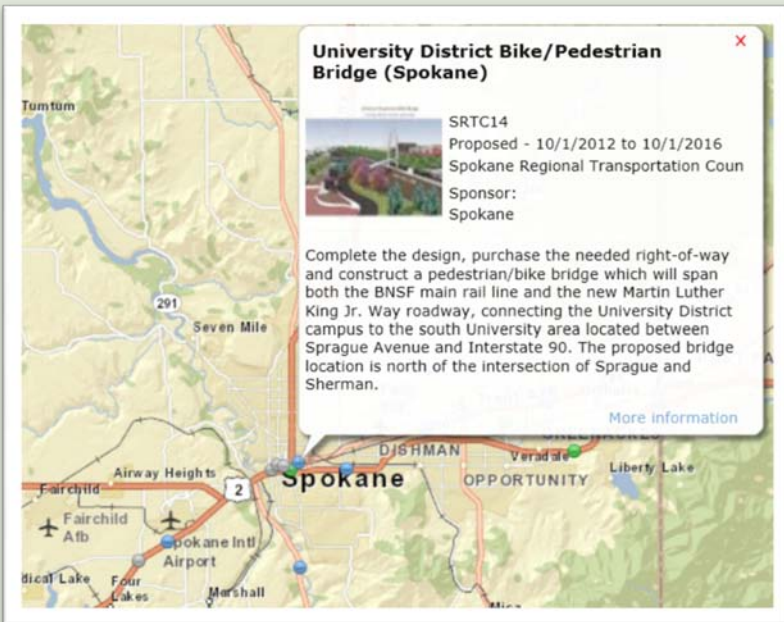 University District Bike/Pedestrian
Bridge (Spokane)
X
SRTC14
Proposed - 10/1/2012 to 10/1/2016
Spokane Regional Transportation Coun
Sponsor:
Spokane
Complete the design, purchase the needed right-of-way
and construct a pedestrian/bike bridge which will span
both the BNSF main rail line and the new Martin Luther
King Jr. Way roadway, connecting the University District
campus to the south University area located between
Sprague Avenue and Interstate 90. The proposed bridge
location is north of the intersection of Sprague and
Sherman.
More information
Tumtum
291
Seven Mile
DISHMAN
Veradale
Liberty Lake
OPPORTUNITY
Spokane
Airway Heights
2
Fairchild
Fairchild
Afb
Spokane Intl
Airport
dical Lake
Four
Lakes
Marshall